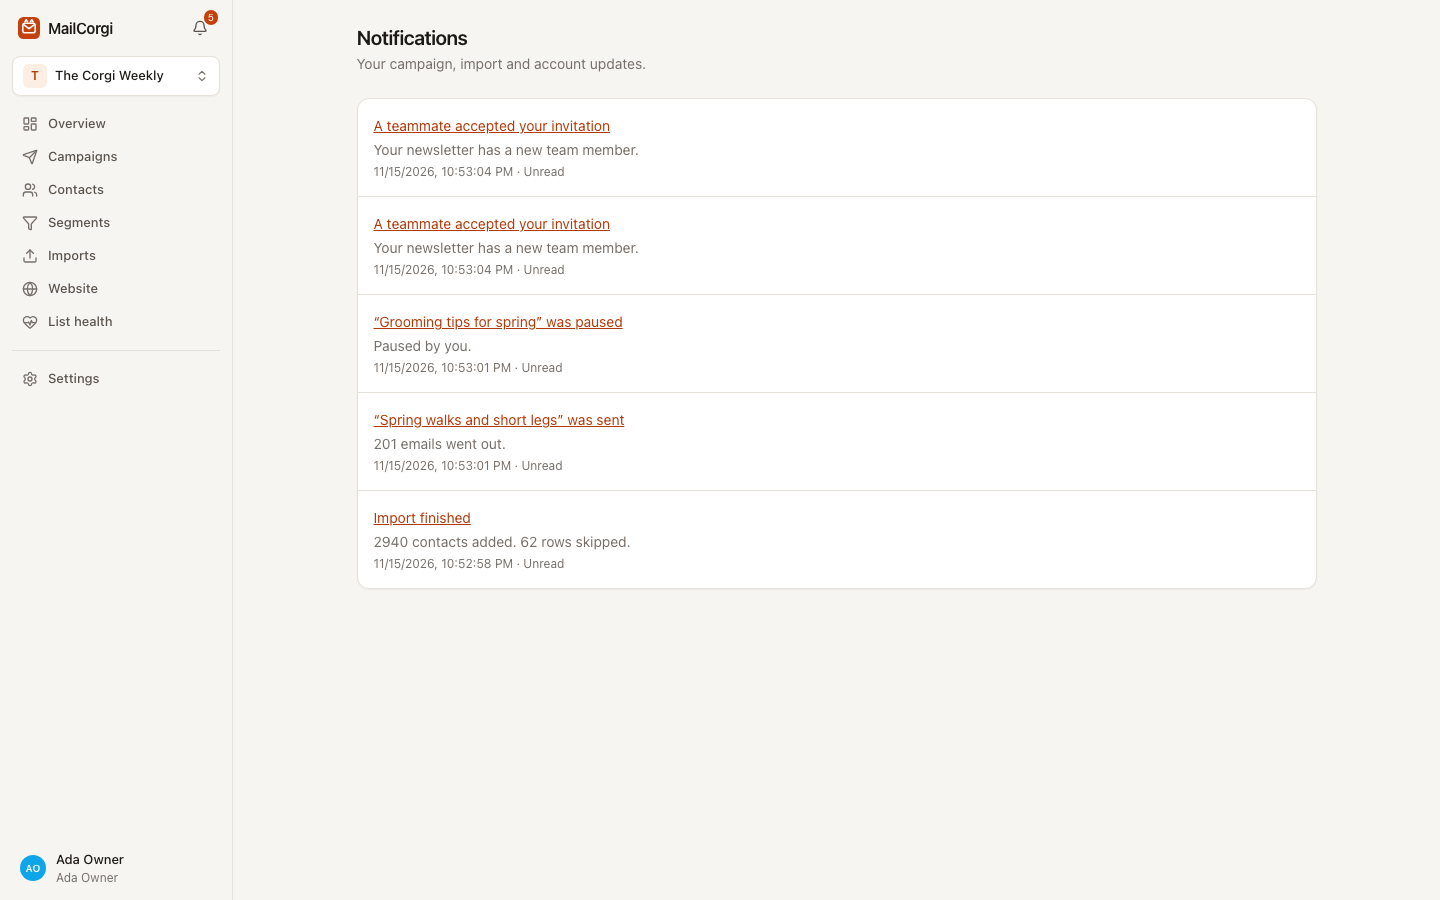 MailCorgi
5
T
The Corgi Weekly
Overview
Campaigns
Contacts
Segments
Imports
Website
List health
Settings
AO
Ada Owner
Ada Owner
Notifications
Your campaign, import and account updates.
A teammate accepted your invitation
Your newsletter has a new team member.
11/15/2026, 10:53:04 PM · Unread
A teammate accepted your invitation
Your newsletter has a new team member.
11/15/2026, 10:53:04 PM · Unread
“Grooming tips for spring” was paused
Paused by you.
11/15/2026, 10:53:01 PM · Unread
“Spring walks and short legs” was sent
201 emails went out.
11/15/2026, 10:53:01 PM · Unread
Import finished
2940 contacts added. 62 rows skipped.
11/15/2026, 10:52:58 PM · Unread